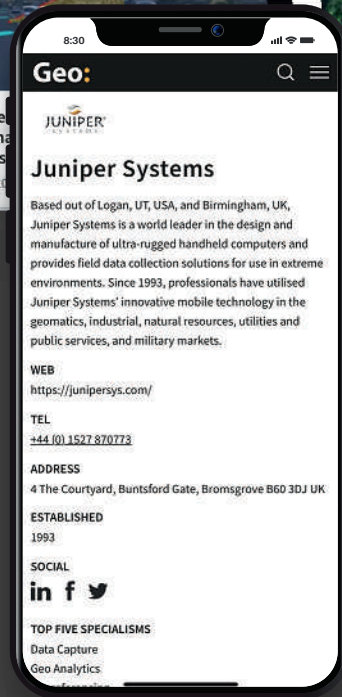 8:30
Geo:
JUNIPER
SYSTEMS
Juniper Systems
Based out of Logan, UT, USA, and Birmingham, UK,
Juniper Systems is a world leader in the design and
manufacture of ultra-rugged handheld computers and
provides field data collection solutions for use in extreme
environments. Since 1993, professionals have utilised
Juniper Systems' innovative mobile technology in the
geomatics, industrial, natural resources, utilities and
public services, and military markets.
WEB
https://junipersys.com/
TEL
+44 (0) 1527 870773
ADDRESS
4 The Courtyard, Buntsford Gate, Bromsgrove B60 3DJ UK
ESTABLISHED
1993
SOCIAL
in f
TOP FIVE SPECIALISMS
Data Capture
Geo Analytics